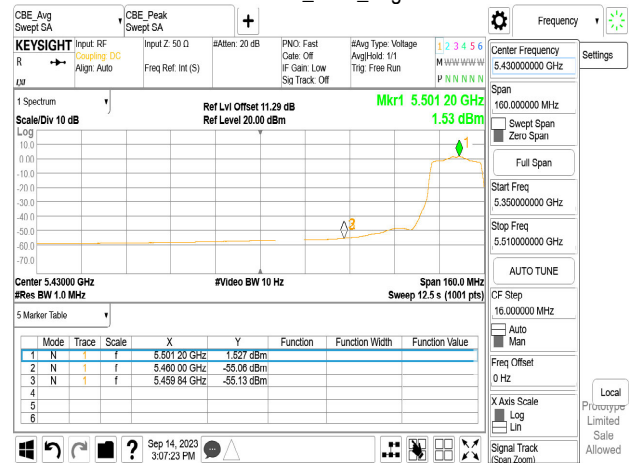 CBE_Avg
Swept SA
CBE_Peak
Swept SA
+
Frequency
KEYSIGHT
R
Input: RF
Coupling: DC
Align: Auto
Input Z: 50 Ω
Freq Ref: Int (S)
#Atten: 20 dB
PNO: Fast
Gate: Off
IF Gain: Low
Sig Track: Off
#Avg Type: Voltage
Avg|Hold: 1/1
Trig: Free Run
1 2 3 4 5 6
M W W W W W
P N N N N N
1 Spectrum
Scale/Div 10 dB
Ref Lvl Offset 11.29 dB
Ref Level 20.00 dBm
Mkr1 5.501 20 GHz
1.53 dBm
Log
10.0
0.00
-10.0
-20.0
-30.0
-40.0
-50.0
-60.0
-70.0
1
Center 5.43000 GHz
#Res BW 1.0 MHz
#Video BW 10 Hz
Span 160.0 MHz
Sweep 12.5 s (1001 pts)
5 Marker Table
Mode Trace Scale X Y Function Function Width Function Value
1 N 1 f 5.501 20 GHz 1.527 dBm
2 N 1 f 5.460 00 GHz -55.06 dBm
3 N 1 f 5.459 84 GHz -55.13 dBm
4
5
6
Sep 14, 2023
3:07:23 PM
?
Center Frequency
5.430000000 GHz
Settings
Span
160.000000 MHz
Swept Span
Zero Span
Full Span
Start Freq
5.350000000 GHz
Stop Freq
5.510000000 GHz
AUTO TUNE
CF Step
16.000000 MHz
Auto
Man
Freq Offset
0 Hz
X Axis Scale
Log
Lin
Signal Track
(Span Zoom)
Local
Prototype
Limited
Sale
Allowed